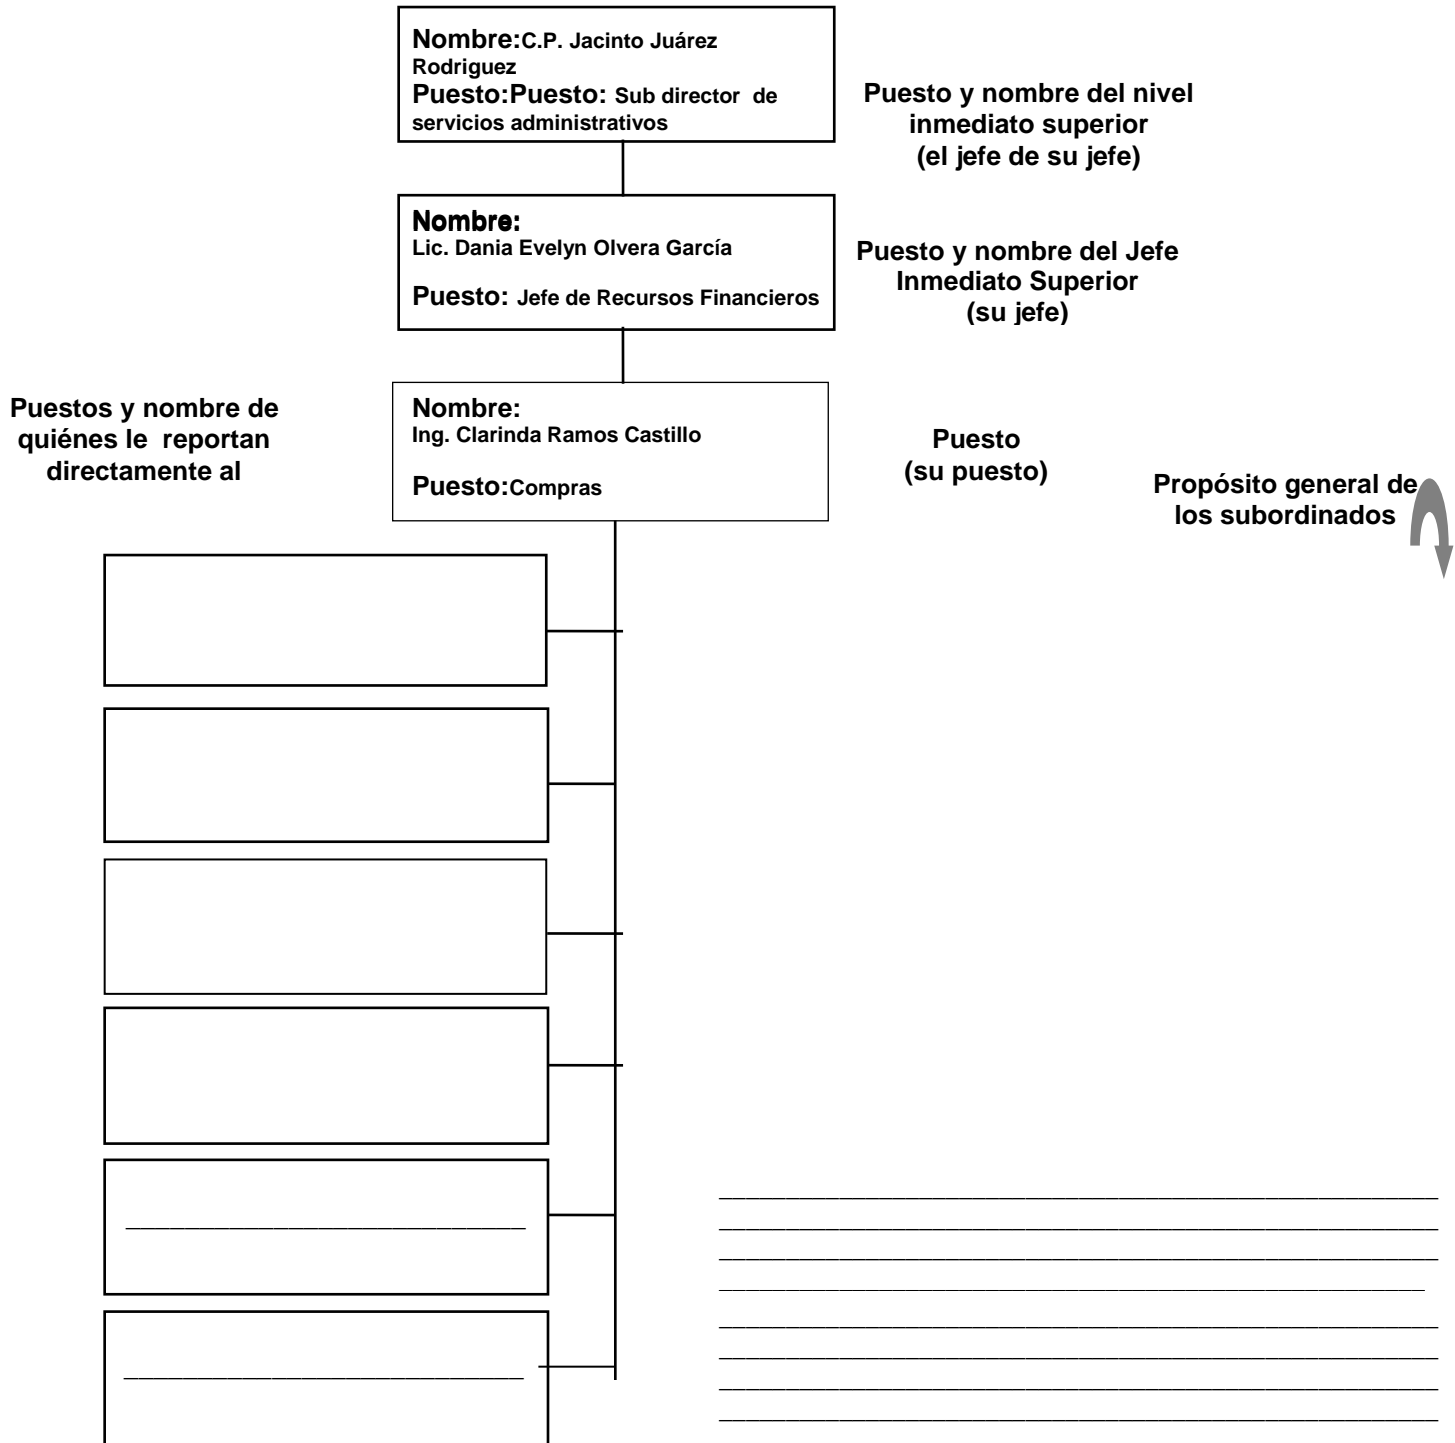 Nombre:C.P. Jacinto Juárez
Rodriguez
Puesto:Puesto: Sub director de
servicios administrativos
Puesto y nombre del nivel
inmediato superior
(el jefe de su jefe)
Nombre:
Lic. Dania Evelyn Olvera García
Puesto: Jefe de Recursos Financieros
Puesto y nombre del Jefe
Inmediato Superior
(su jefe)
Puestos y nombre de
quiénes le reportan
directamente al
Nombre:
Ing. Clarinda Ramos Castillo
Puesto:Compras
Puesto
(su puesto)
Propósito general de
los subordinados